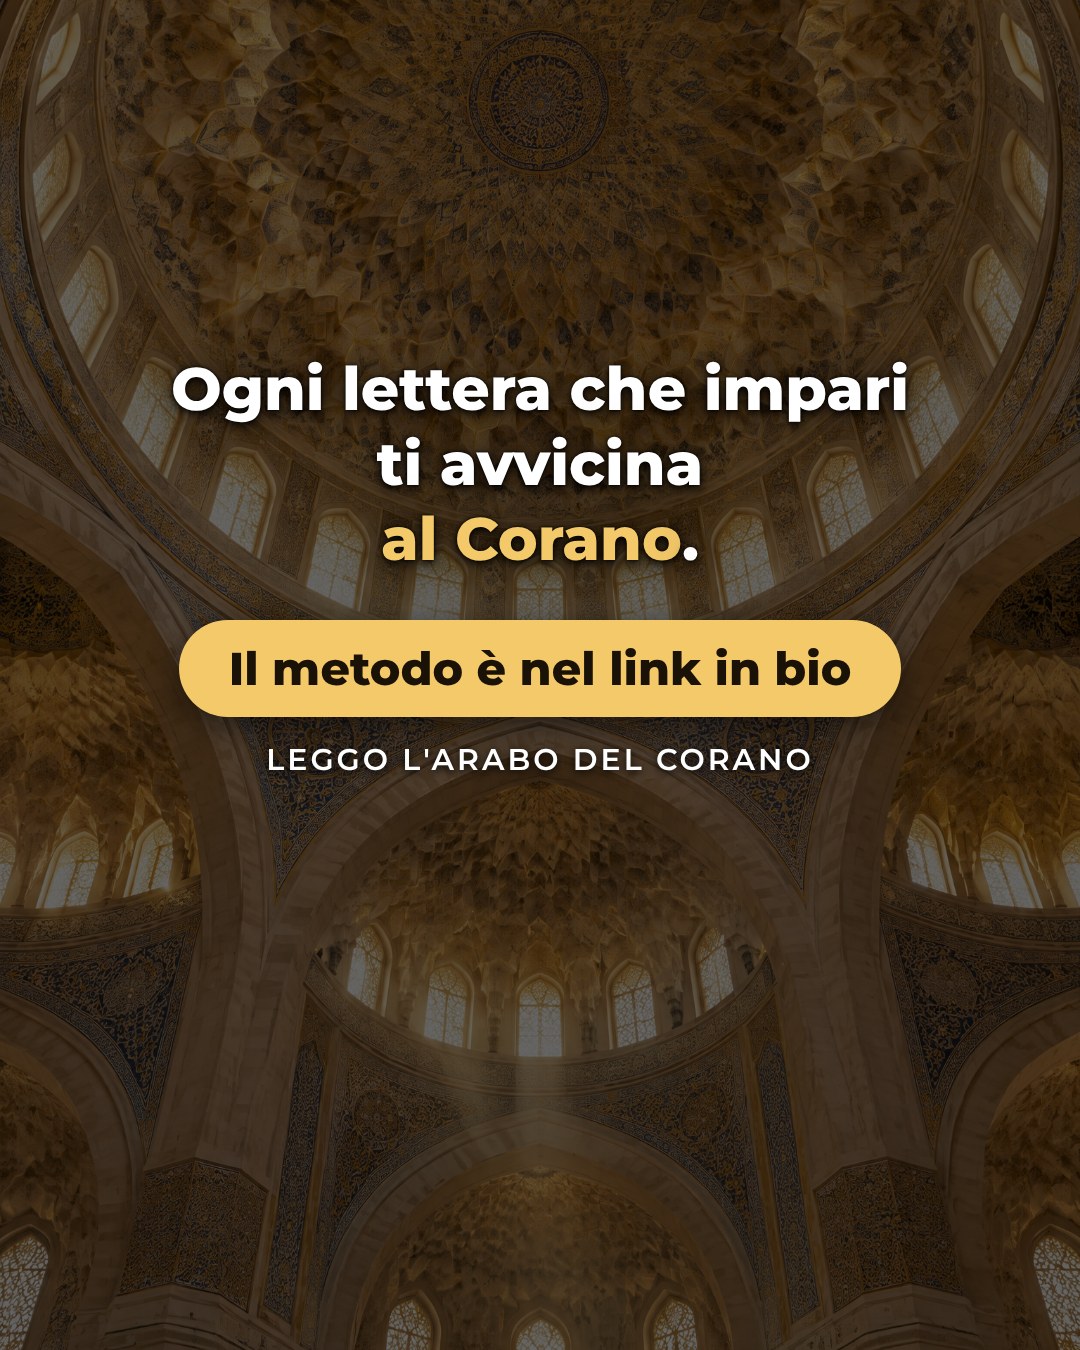 Ogni lettera che impari
ti avvicina
al Corano.
Il metodo è nel link in bio
LEGGO L'ARABO DEL CORANO